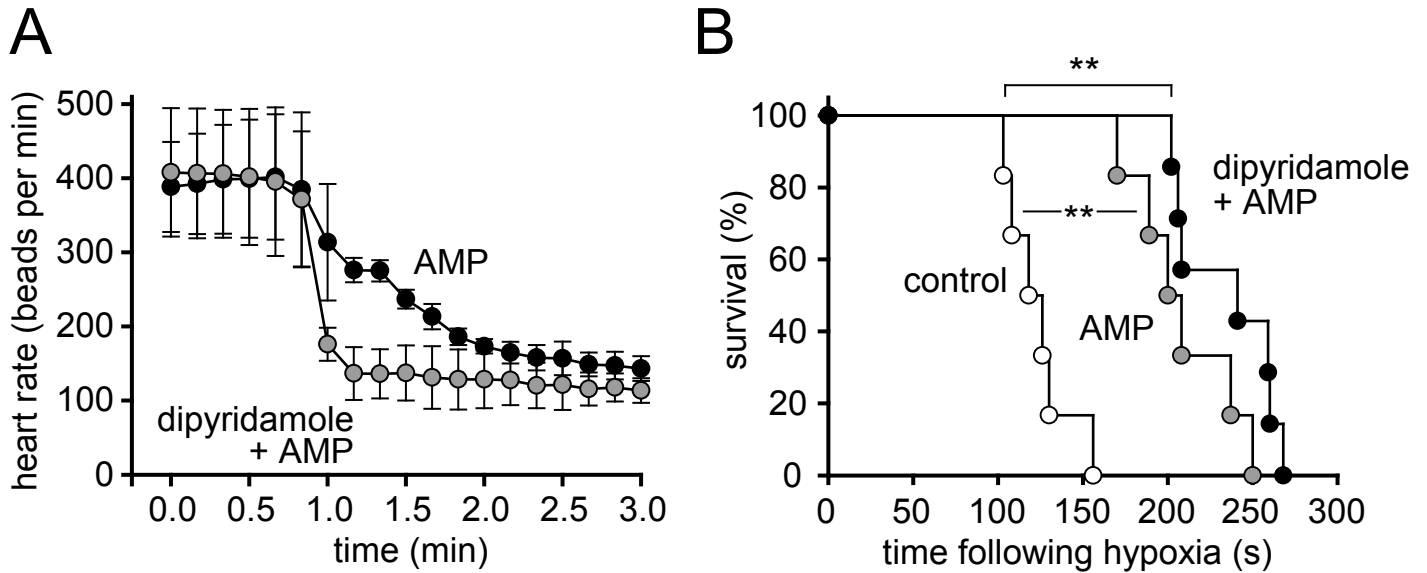 A
heart rate (beads per min)
500
400
300
200
100
0
AMP
dipyridamole
+ AMP
0.0 0.5 1.0 1.5 2.0 2.5 3.0
time (min)
B
survival (%)
100
80
60
40
20
0
**
**
dipyridamole
+ AMP
control
AMP
0 50 100 150 200 250 300
time following hypoxia (s)